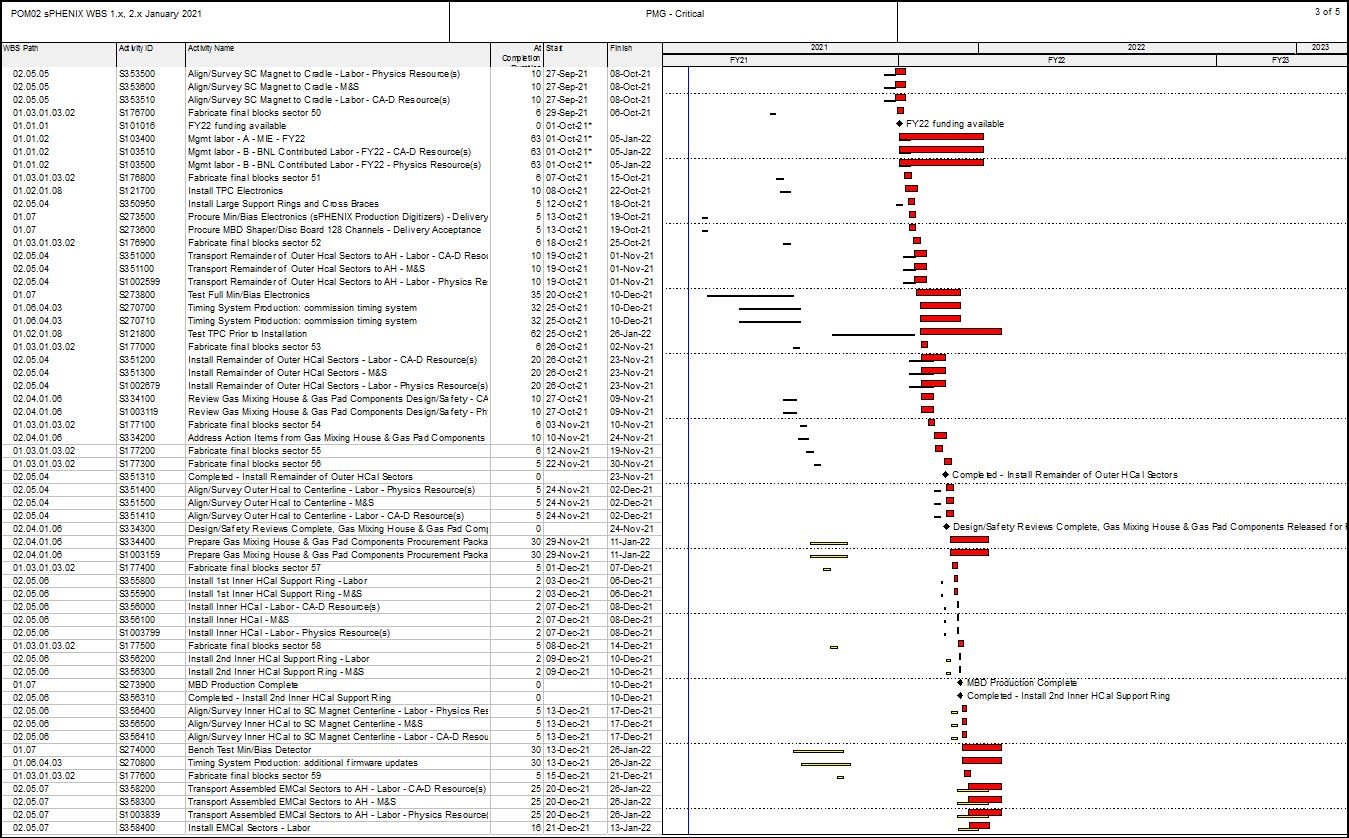 POM02 sPHENIX WBS 1.x, 2.x January 2021 PMG - Critical 3 of 5
WBS Path Activity ID Activity Name At Completion Start Finish 2021 2022 2023
FY21 FY22 FY23
02.05.05 S353500 Align/Survey SC Magnet to Cradle - Labor - Physics Resource(s) 10 27-Sep-21 08-Oct-21
02.05.05 S353600 Align/Survey SC Magnet to Cradle - M&S 10 27-Sep-21 08-Oct-21
02.05.05 S353510 Align/Survey SC Magnet to Cradle - Labor - CA-D Resource(s) 10 27-Sep-21 08-Oct-21
01.03.01.03.02 S176700 Fabricate final blocks sector 50 6 29-Sep-21 06-Oct-21
01.01.01 S101016 FY22 funding available 0 01-Oct-21* FY22 funding available
01.01.02 S103400 Mgmt labor - A - MIE - FY22 63 01-Oct-21* 05-Jan-22
01.01.02 S103510 Mgmt labor - B - BNL Contributed Labor - FY22 - CA-D Resource(s) 63 01-Oct-21* 05-Jan-22
01.01.02 S103500 Mgmt labor - B - BNL Contributed Labor - FY22 - Physics Resource(s) 63 01-Oct-21* 05-Jan-22
01.03.01.03.02 S176800 Fabricate final blocks sector 51 6 07-Oct-21 15-Oct-21
01.02.01.08 S121700 Install TPC Electronics 10 08-Oct-21 22-Oct-21
02.05.04 S350950 Install Large Support Rings and Cross Braces 5 12-Oct-21 18-Oct-21
01.07 S273500 Procure Min/Bias Electronics (sPHENIX Production Digitizers) - Delivery 5 13-Oct-21 19-Oct-21
01.07 S273600 Procure MBD Shaper/Disc Board 128 Channels - Delivery Acceptance 5 13-Oct-21 19-Oct-21
01.03.01.03.02 S176900 Fabricate final blocks sector 52 6 18-Oct-21 25-Oct-21
02.05.04 S351000 Transport Remainder of Outer Hcal Sectors to AH - Labor - CA-D Resou 10 19-Oct-21 01-Nov-21
02.05.04 S351100 Transport Remainder of Outer Hcal Sectors to AH - M&S 10 19-Oct-21 01-Nov-21
02.05.04 S1002599 Transport Remainder of Outer Hcal Sectors to AH - Labor - Physics Re 10 19-Oct-21 01-Nov-21
01.07 S273800 Test Full Min/Bias Electronics 35 20-Oct-21 10-Dec-21
01.06.04.03 S270700 Timing System Production: commission timing system 32 25-Oct-21 10-Dec-21
01.06.04.03 S270710 Timing System Production: commission timing system 32 25-Oct-21 10-Dec-21
01.02.01.08 S121800 Test TPC Prior to Installation 62 25-Oct-21 26-Jan-22
01.03.01.03.02 S177000 Fabricate final blocks sector 53 6 26-Oct-21 02-Nov-21
02.05.04 S351200 Install Remainder of Outer HCal Sectors - Labor - CA-D Resource(s) 20 26-Oct-21 23-Nov-21
02.05.04 S351300 Install Remainder of Outer HCal Sectors - M&S 20 26-Oct-21 23-Nov-21
02.05.04 S1002679 Install Remainder of Outer HCal Sectors - Labor - Physics Resource(s) 20 26-Oct-21 23-Nov-21
02.04.01.06 S334100 Review Gas Mixing House & Gas Pad Components Design/Safety - CA 10 27-Oct-21 09-Nov-21
02.04.01.06 S1003119 Review Gas Mixing House & Gas Pad Components Design/Safety - Ph 10 27-Oct-21 09-Nov-21
01.03.01.03.02 S177100 Fabricate final blocks sector 54 6 03-Nov-21 10-Nov-21
02.04.01.06 S334200 Address Action Items from Gas Mixing House & Gas Pad Components 10 10-Nov-21 24-Nov-21
01.03.01.03.02 S177200 Fabricate final blocks sector 55 6 12-Nov-21 19-Nov-21
01.03.01.03.02 S177300 Fabricate final blocks sector 56 5 22-Nov-21 30-Nov-21
02.05.04 S351310 Completed - Install Remainder of Outer HCal Sectors 0 23-Nov-21 Completed - Install Remainder of Outer HCal Sectors
02.05.04 S351400 Align/Survey Outer Hcal to Centerline - Labor - Physics Resource(s) 5 24-Nov-21 02-Dec-21
02.05.04 S351500 Align/Survey Outer Hcal to Centerline - M&S 5 24-Nov-21 02-Dec-21
02.05.04 S351410 Align/Survey Outer Hcal to Centerline - Labor - CA-D Resource(s) 5 24-Nov-21 02-Dec-21
02.04.01.06 S334300 Design/Safety Reviews Complete, Gas Mixing House & Gas Pad Comp 0 24-Nov-21 Design/Safety Reviews Complete, Gas Mixing House & Gas Pad Components Released for
02.04.01.06 S334400 Prepare Gas Mixing House & Gas Pad Components Procurement Packa 30 29-Nov-21 11-Jan-22
02.04.01.06 S1003159 Prepare Gas Mixing House & Gas Pad Components Procurement Packa 30 29-Nov-21 11-Jan-22
01.03.01.03.02 S177400 Fabricate final blocks sector 57 5 01-Dec-21 07-Dec-21
02.05.06 S355800 Install 1st Inner HCal Support Ring - Labor 2 03-Dec-21 06-Dec-21
02.05.06 S355900 Install 1st Inner HCal Support Ring - M&S 2 03-Dec-21 06-Dec-21
02.05.06 S356000 Install Inner HCal - Labor - CA-D Resource(s) 2 07-Dec-21 08-Dec-21
02.05.06 S356100 Install Inner HCal - M&S 2 07-Dec-21 08-Dec-21
02.05.06 S1003799 Install Inner HCal - Labor - Physics Resource(s) 2 07-Dec-21 08-Dec-21
01.03.01.03.02 S177500 Fabricate final blocks sector 58 5 08-Dec-21 14-Dec-21
02.05.06 S356200 Install 2nd Inner HCal Support Ring - Labor 2 09-Dec-21 10-Dec-21
02.05.06 S356300 Install 2nd Inner HCal Support Ring - M&S 2 09-Dec-21 10-Dec-21
01.07 S273900 MBD Production Complete 0 10-Dec-21 MBD Production Complete
02.05.06 S356310 Completed - Install 2nd Inner HCal Support Ring 0 10-Dec-21 Completed - Install 2nd Inner HCal Support Ring
02.05.06 S356400 Align/Survey Inner HCal to SC Magnet Centerline - Labor - Physics Res 5 13-Dec-21 17-Dec-21
02.05.06 S356500 Align/Survey Inner HCal to SC Magnet Centerline - M&S 5 13-Dec-21 17-Dec-21
02.05.06 S356410 Align/Survey Inner HCal to SC Magnet Centerline - Labor - CA-D Resou 5 13-Dec-21 17-Dec-21
01.07 S274000 Bench Test Min/Bias Detector 30 13-Dec-21 26-Jan-22
01.06.04.03 S270800 Timing System Production: additional firmware updates 30 13-Dec-21 26-Jan-22
01.03.01.03.02 S177600 Fabricate final blocks sector 59 5 15-Dec-21 21-Dec-21
02.05.07 S358200 Transport Assembled EMCal Sectors to AH - Labor - CA-D Resource(s) 25 20-Dec-21 26-Jan-22
02.05.07 S358300 Transport Assembled EMCal Sectors to AH - M&S 25 20-Dec-21 26-Jan-22
02.05.07 S1003839 Transport Assembled EMCal Sectors to AH - Labor - Physics Resource( 25 20-Dec-21 26-Jan-22
02.05.07 S358400 Install EMCal Sectors - Labor 16 21-Dec-21 13-Jan-22